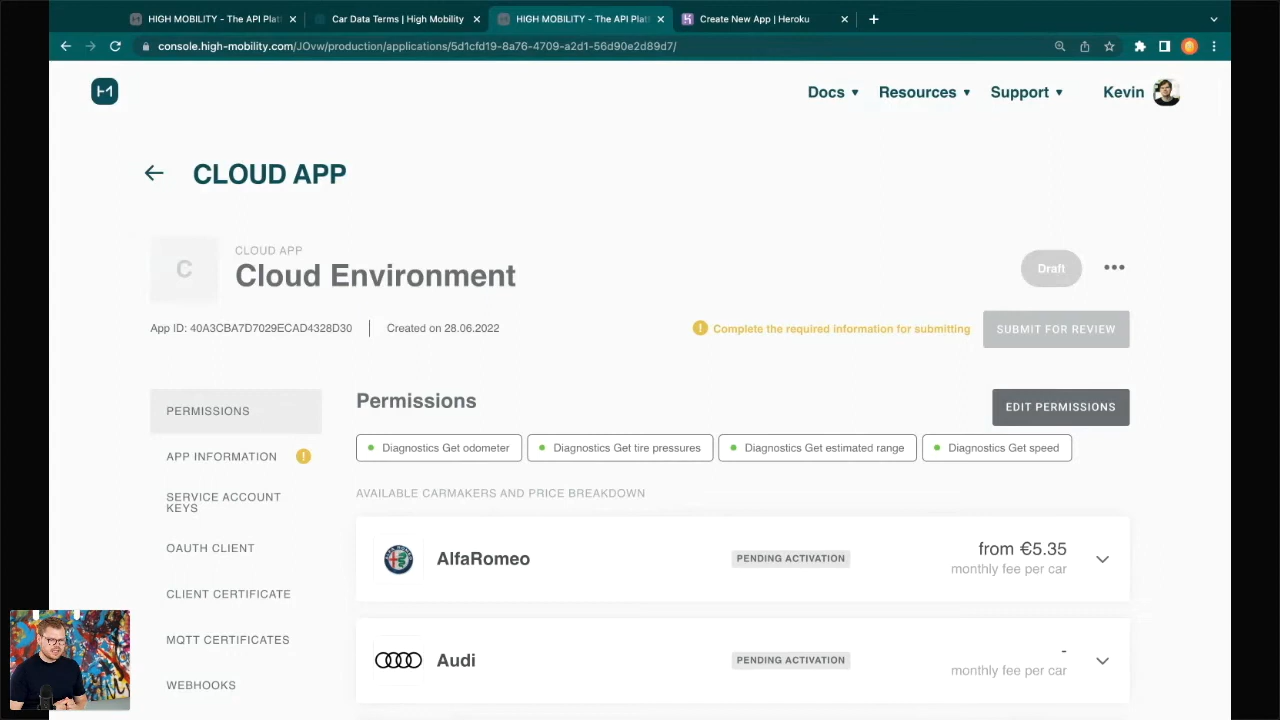 HIGH MOBILITY - The API Plat
Car Data Terms | High Mobility
HIGH MOBILITY - The API Plat
Create New App | Heroku
console.high-mobility.com/JOvw/production/applications/5d1cfd19-8a76-4709-a2d1-56d90e2d89d7/
Docs
Resources
Support
Kevin
CLOUD APP
C
CLOUD APP
Cloud Environment
Draft
App ID: 40A3CBA7D7029ECAD4328D30
Created on 28.06.2022
Complete the required information for submitting
SUBMIT FOR REVIEW
PERMISSIONS
APP INFORMATION
SERVICE ACCOUNT
KEYS
OAUTH CLIENT
CLIENT CERTIFICATE
MQTT CERTIFICATES
WEBHOOKS
Permissions
EDIT PERMISSIONS
Diagnostics Get odometer
Diagnostics Get tire pressures
Diagnostics Get estimated range
Diagnostics Get speed
AVAILABLE CARMAKERS AND PRICE BREAKDOWN
AlfaRomeo
PENDING ACTIVATION
from €5.35
monthly fee per car
Audi
PENDING ACTIVATION
-
monthly fee per car